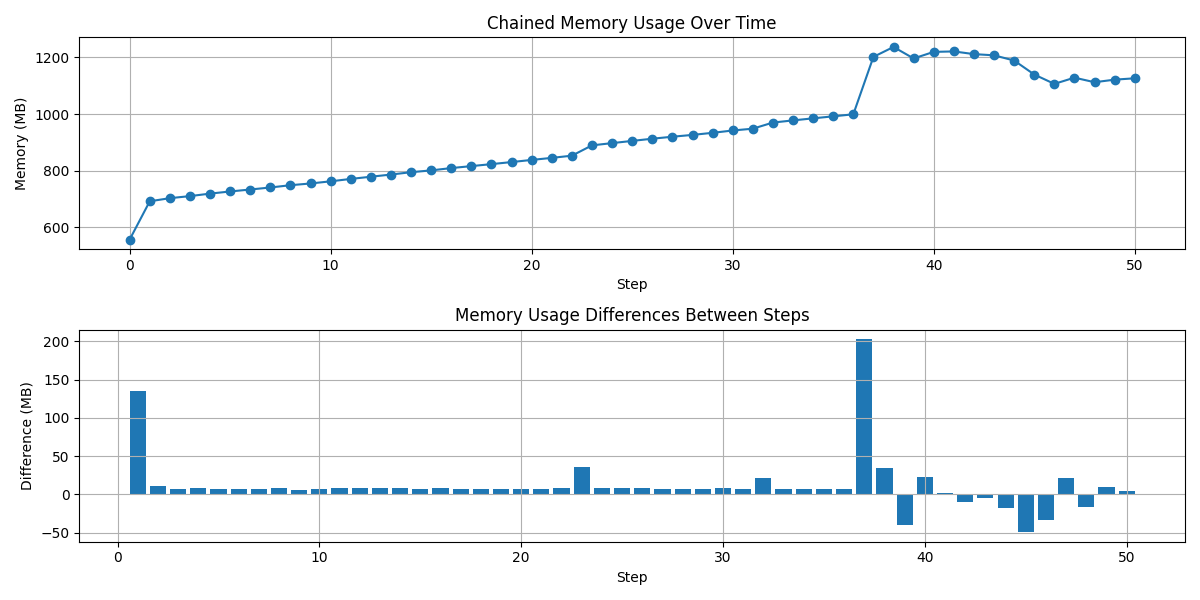 Chained Memory Usage Over Time
Memory (MB)
1200
1000
800
600
0 10 20 30 40 50
Step
Memory Usage Differences Between Steps
Difference (MB)
200
150
100
50
0
−50
0 10 20 30 40 50
Step